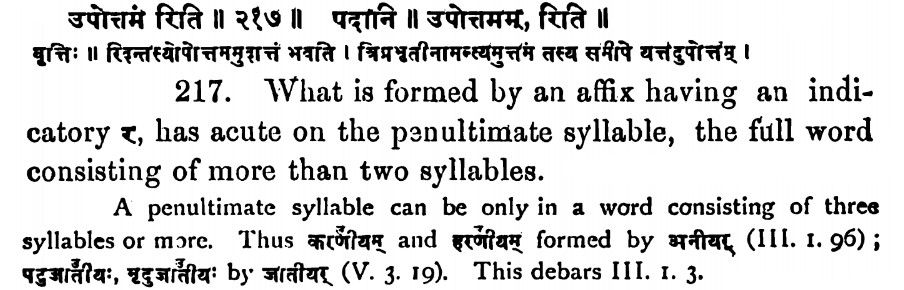 उपोत्तमं रिति ॥ २१७ ॥ पदानि ॥ उपोत्तमम्, रिति ॥
वृत्तिः ॥ रिदन्तस्योपोत्तममुदात्तं भवति । त्रिप्रभृतीनामन्त्यमुत्तमं तस्य समीपे यत्तदुपोत्तमम् ।
217. What is formed by an affix having an indi-
catory र, has acute on the penultimate syllable, the full word
consisting of more than two syllables.
A penultimate syllable can be only in a word consisting of three
syllables or more. Thus करणी॑यम् and हरणी॑यम् formed by अनीयर् (III. 1. 96) ;
पटुजाती॑यः, मृदुजाती॑यः by जातीयर् (V. 3. 19). This debars III. 1. 3.